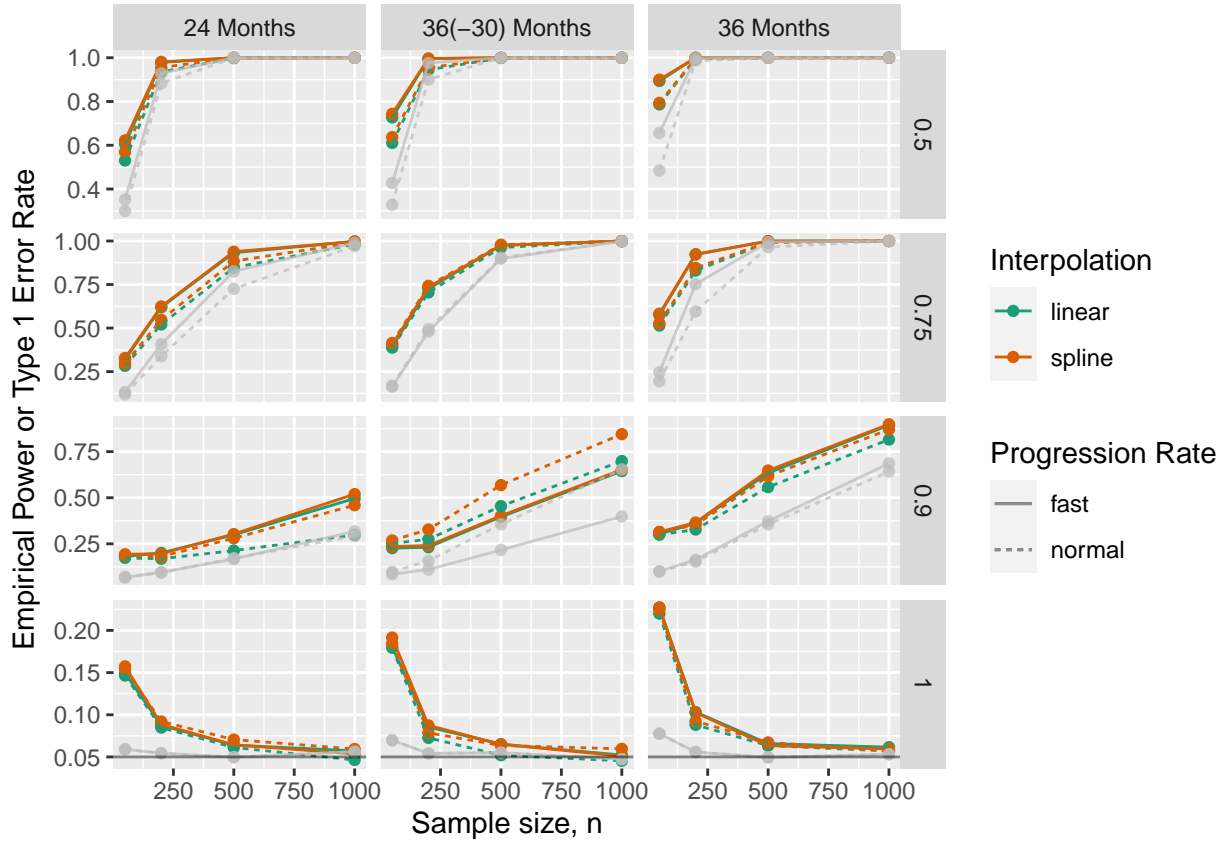 24 Months
36(−30) Months
36 Months
Empirical Power or Type 1 Error Rate
1.0
0.8
0.6
0.4
0.5
1.00
0.75
0.50
0.25
0.75
0.75
0.50
0.25
0.9
0.20
0.15
0.10
0.05
1
250 500 750 1000
250 500 750 1000
250 500 750 1000
Sample size, n
Interpolation
linear
spline
Progression Rate
fast
normal